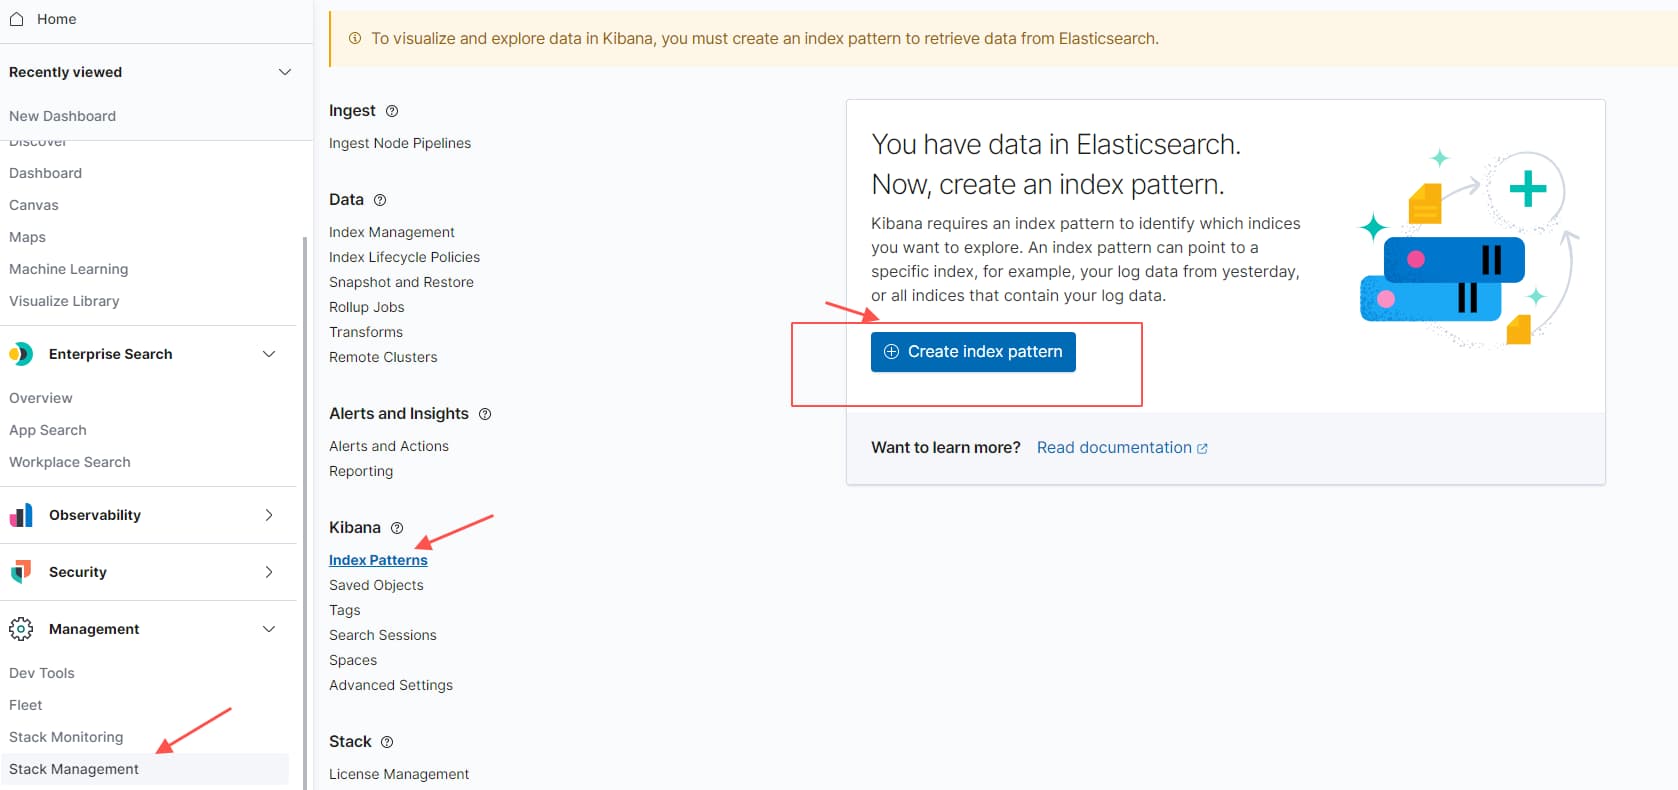 Home
Recently viewed
New Dashboard
Discover
Dashboard
Canvas
Maps
Machine Learning
Visualize Library
Enterprise Search
Overview
App Search
Workplace Search
Observability
Security
Management
Dev Tools
Fleet
Stack Monitoring
Stack Management
To visualize and explore data in Kibana, you must create an index pattern to retrieve data from Elasticsearch.
Ingest
Ingest Node Pipelines
Data
Index Management
Index Lifecycle Policies
Snapshot and Restore
Rollup Jobs
Transforms
Remote Clusters
Alerts and Insights
Alerts and Actions
Reporting
Kibana
Index Patterns
Saved Objects
Tags
Search Sessions
Spaces
Advanced Settings
Stack
License Management
You have data in Elasticsearch.
Now, create an index pattern.
Kibana requires an index pattern to identify which indices
you want to explore. An index pattern can point to a
specific index, for example, your log data from yesterday,
or all indices that contain your log data.
Create index pattern
Want to learn more? Read documentation